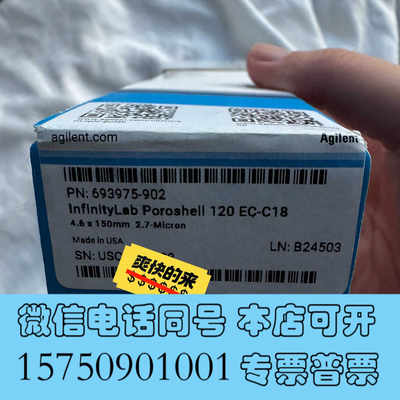 agilent.com
Agilent
PN: 693975-902
InfinityLab Poroshell 120 EC-C18
4.6 x 150mm 2.7-Micron
Made in USA
LN: B24503
SN: USC
爽快的来
$$$$$$
微信电话同号 本店可开
15750901001 专票普票